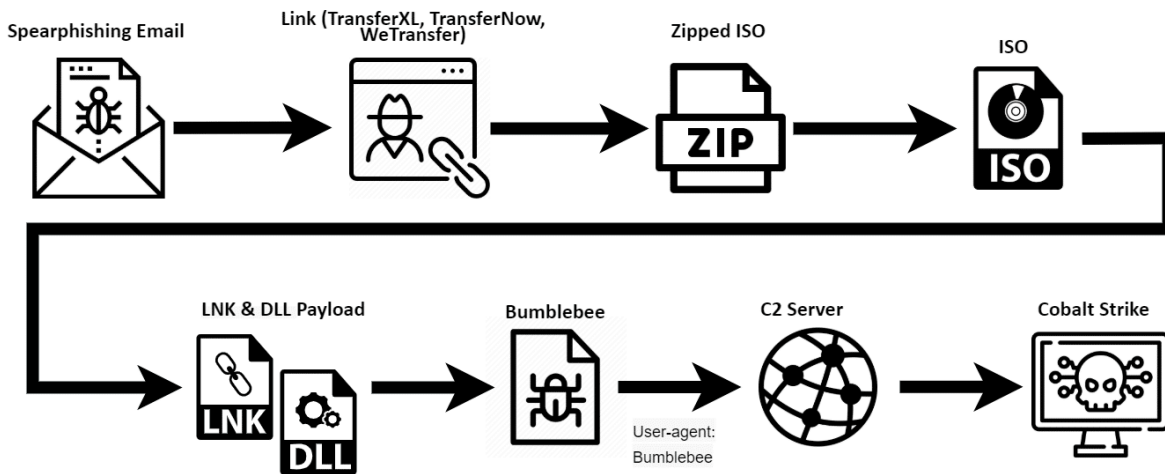 Spearphishing Email
Link (TransferXL, TransferNow,
WeTransfer)
Zipped ISO
ISO
ZIP
ISO
LNK & DLL Payload
Bumblebee
C2 Server
Cobalt Strike
LNK
DLL
User-agent:
Bumblebee